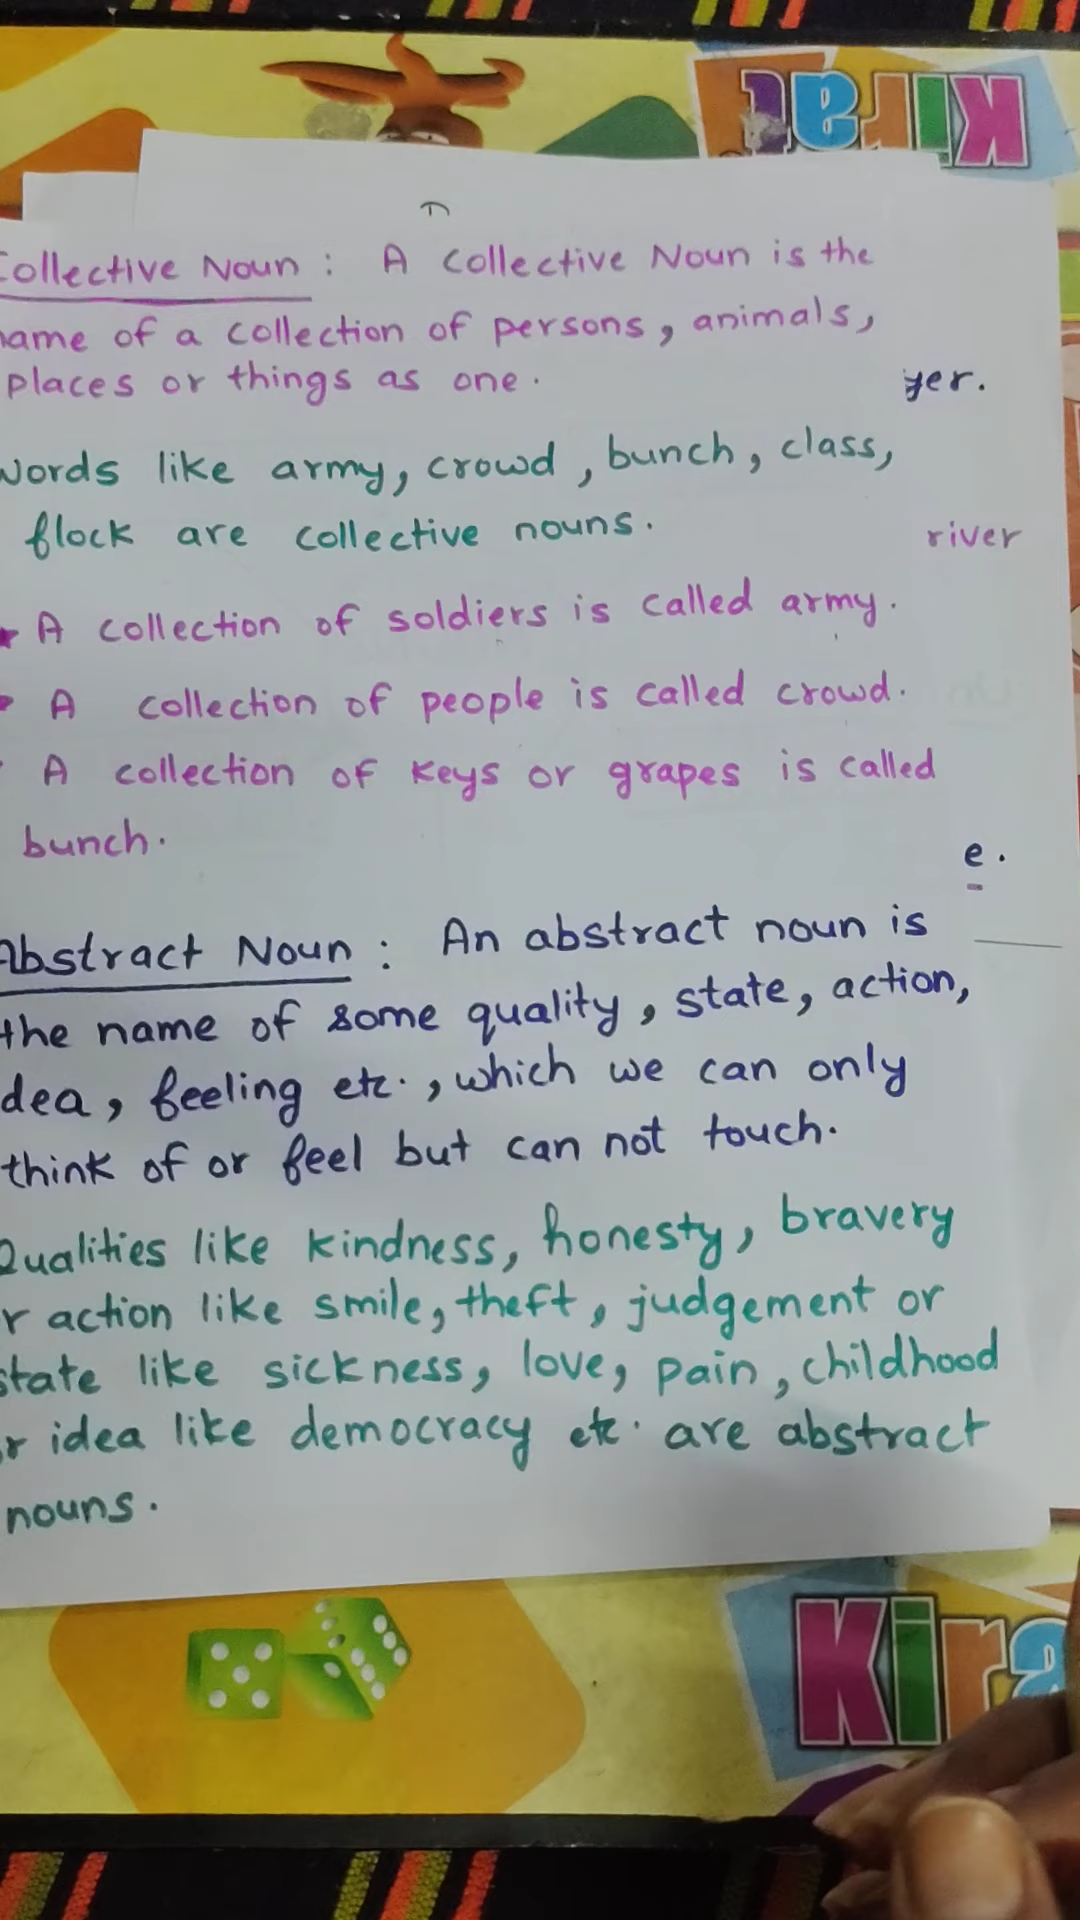 Kirat
Collective Noun : A collective Noun is the
name of a collection of persons, animals,
places or things as one.
yer.
Words like army, crowd, bunch, class,
flock are collective nouns.
river
A collection of soldiers is called army.
A collection of people is called crowd.
A collection of keys or grapes is called
bunch.
e.
Abstract Noun : An abstract noun is
the name of some quality, state, action,
dea, feeling etc., which we can only
think of or feel but can not touch.
Qualities like kindness, honesty, bravery
r action like smile, theft, judgement or
state like sickness, love, pain, childhood
r idea like democracy etc. are abstract
nouns.
Kira